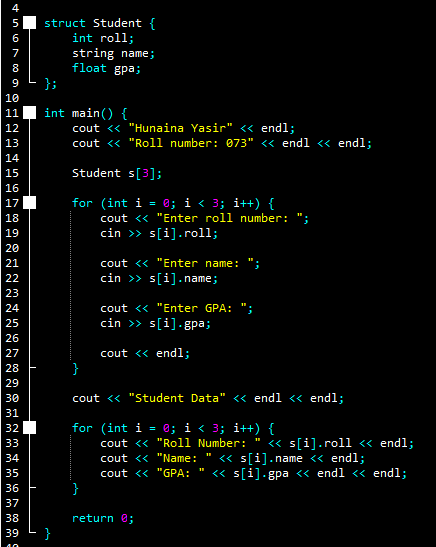 4
5 struct Student {
6 int roll;
7 string name;
8 float gpa;
9 };
10
11 int main() {
12 cout << "Hunaina Yasir" << endl;
13 cout << "Roll number: 073" << endl << endl;
14
15 Student s[3];
16
17 for (int i = 0; i < 3; i++) {
18 cout << "Enter roll number: ";
19 cin >> s[i].roll;
20
21 cout << "Enter name: ";
22 cin >> s[i].name;
23
24 cout << "Enter GPA: ";
25 cin >> s[i].gpa;
26
27 cout << endl;
28 }
29
30 cout << "Student Data" << endl << endl;
31
32 for (int i = 0; i < 3; i++) {
33 cout << "Roll Number: " << s[i].roll << endl;
34 cout << "Name: " << s[i].name << endl;
35 cout << "GPA: " << s[i].gpa << endl << endl;
36 }
37
38 return 0;
39 }